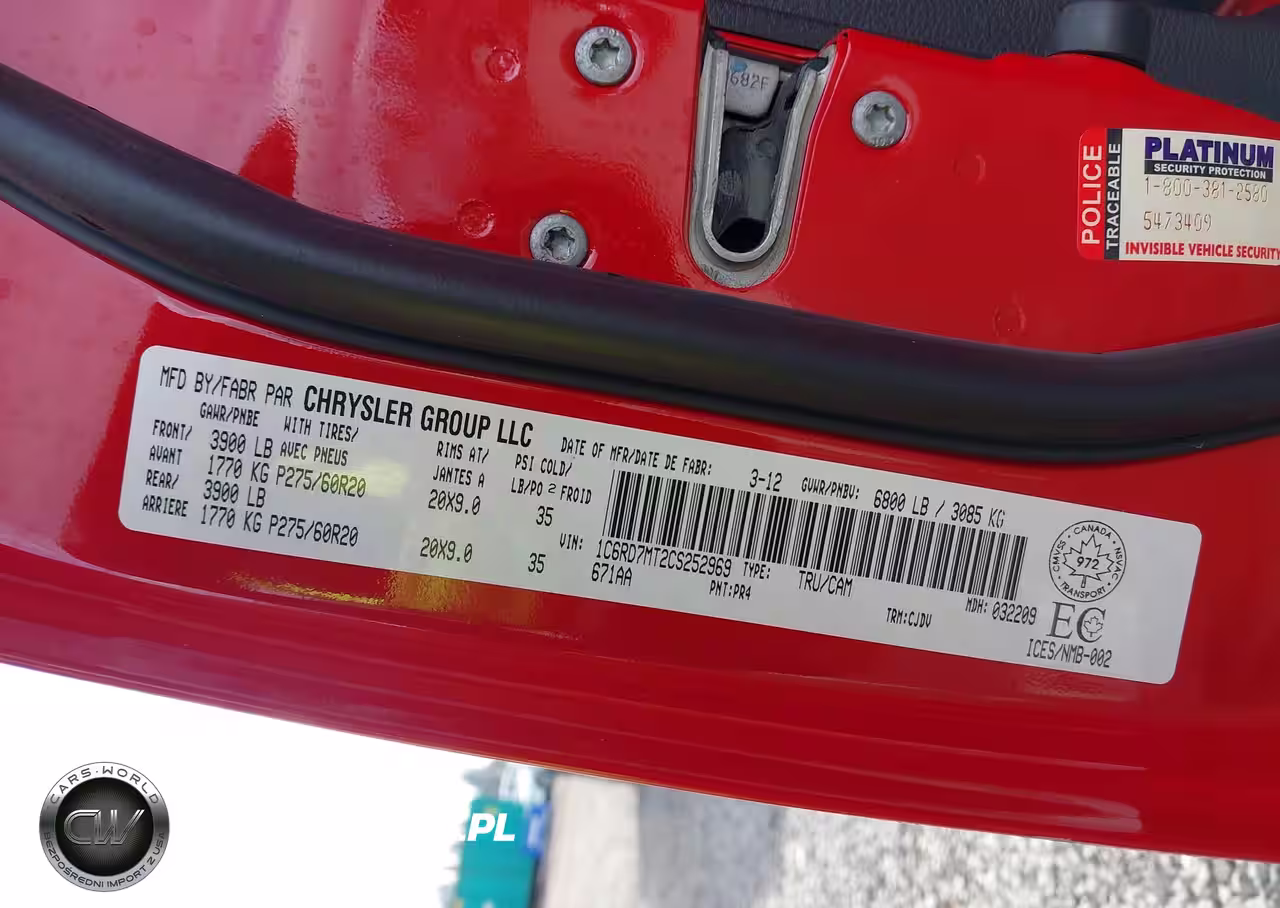 682F
POLICE
TRACEABLE
PLATINUM
SECURITY PROTECTION
1-800-381-2580
5473409
INVISIBLE VEHICLE SECURITY
MFD BY/FABR PAR CHRYSLER GROUP LLC
DATE OF MFR/DATE DE FABR: 3-12 GVWR/PNBV: 6800 LB / 3085 KG
GAWR/PNBE WITH TIRES/ RIMS AT/ PSI COLD/
AVEC PNEUS JANTES A LB/PO 2 FROID
FRONT/ 3900 LB
AVANT 1770 KG P275/60R20 20X9.0 35
REAR/ 3900 LB
ARRIERE 1770 KG P275/60R20 20X9.0 35
VIN: 1C6RD7MT2CS252969 TYPE: TRU/CAM
671AA PNT:PR4 TRM:CJDV MDH: 032209
CANADA
CMVSS NSVAC
972
TRANSPORT
EC
ICES/NMB-002
CARS-WORLD
CW
BEZPOŚREDNI IMPORT Z USA
.PL